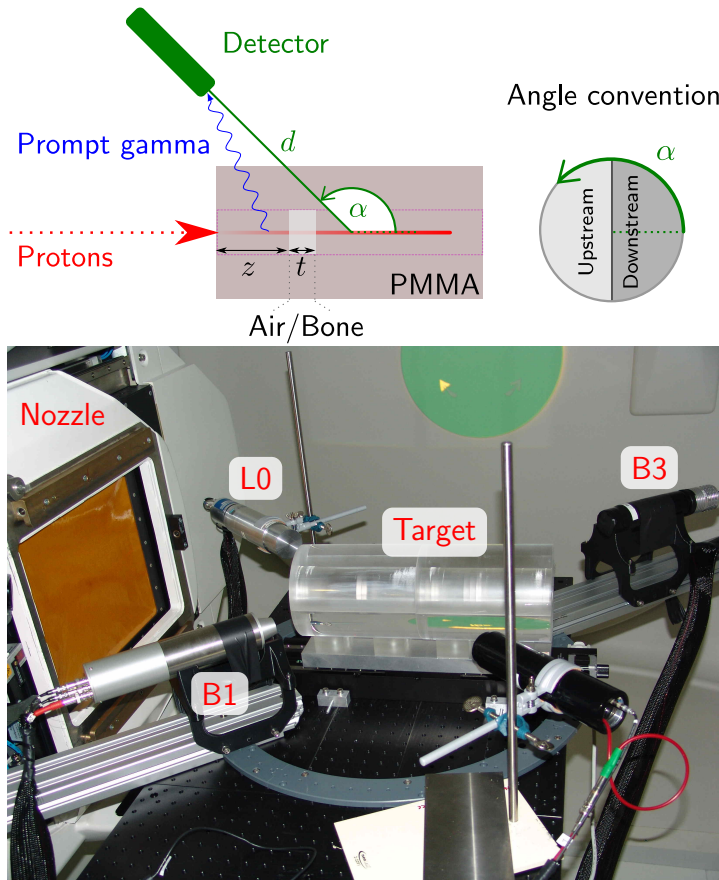 Detector
Angle convention
Prompt gamma
d
α
α
Upstream
Downstream
Protons
z
t
PMMA
Air/Bone
Nozzle
L0
B3
Target
B1